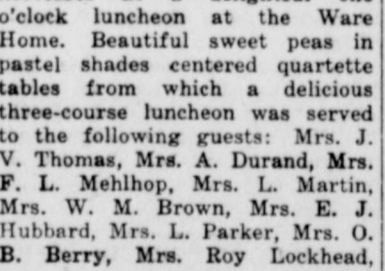 o'clock luncheon at the Ware
Home. Beautiful sweet peas in
pastel shades centered quartette
tables from which a delicious
three-course luncheon was served
to the following guests: Mrs. J.
V. Thomas, Mrs. A. Durand, Mrs.
F. L. Mehlhop, Mrs. L. Martin,
Mrs. W. M. Brown, Mrs. E. J.
Hubbard, Mrs. L. Parker, Mrs. O.
B. Berry, Mrs. Roy Lockhead,